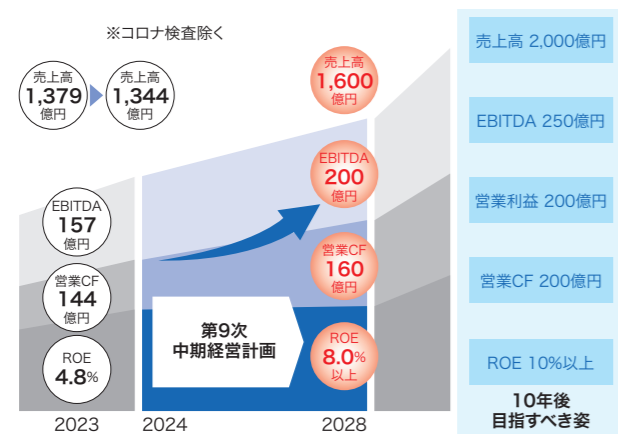 ※コロナ検査除く
売上高
1,379
億円
売上高
1,344
億円
EBITDA
157
億円
営業CF
144
億円
ROE
4.8%
第9次
中期経営計画
売上高
1,600
億円
EBITDA
200
億円
営業CF
160
億円
ROE
8.0%
以上
2023
2024
2028
売上高 2,000億円
EBITDA 250億円
営業利益 200億円
営業CF 200億円
ROE 10%以上
10年後
目指すべき姿